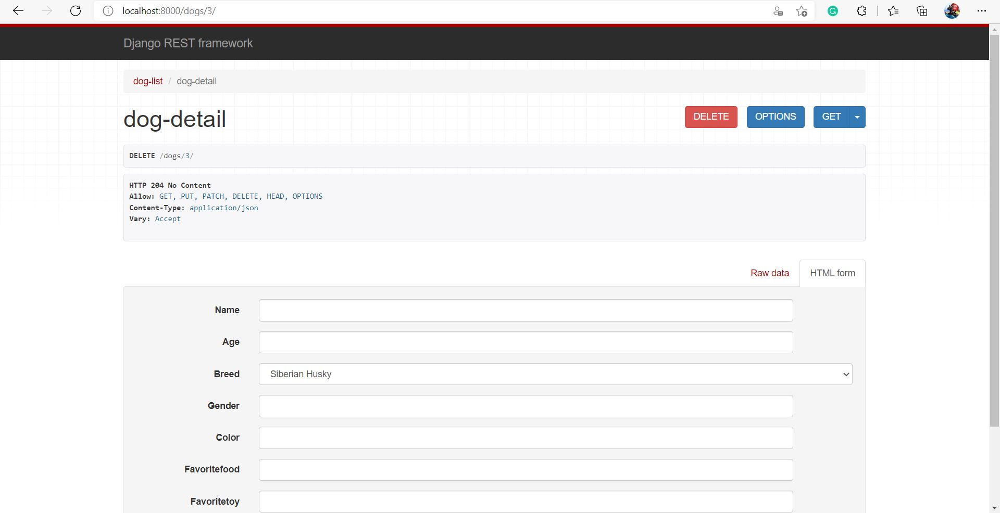 localhost:8000/dogs/3/
Django REST framework
dog-list / dog-detail
dog-detail
DELETE OPTIONS GET
DELETE /dogs/3/
HTTP 204 No Content
Allow: GET, PUT, PATCH, DELETE, HEAD, OPTIONS
Content-Type: application/json
Vary: Accept
Raw data HTML form
Name
Age
Breed Siberian Husky
Gender
Color
Favoritefood
Favoritetoy